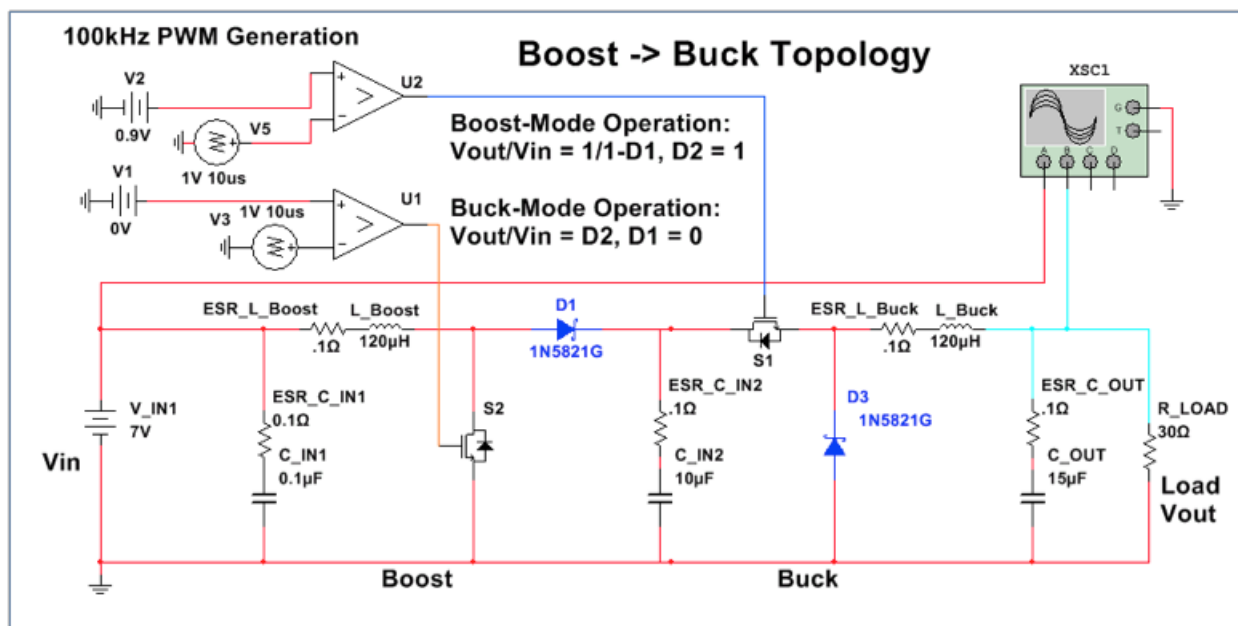 100kHz PWM Generation
Boost -> Buck Topology
XSC1
V2
U2
G
0.9V
V5
T
Boost-Mode Operation:
Vout/Vin = 1/1-D1, D2 = 1
A B C D
1V 10us
V1
V3
1V 10us
U1
Buck-Mode Operation:
Vout/Vin = D2, D1 = 0
0V
ESR_L_Boost
L_Boost
D1
ESR_L_Buck
L_Buck
.1Ω
120µH
1N5821G
S1
.1Ω
120µH
V_IN1
7V
Vin
ESR_C_IN1
0.1Ω
C_IN1
0.1µF
S2
ESR_C_IN2
.1Ω
C_IN2
10µF
D3
1N5821G
ESR_C_OUT
.1Ω
C_OUT
15µF
R_LOAD
30Ω
Load
Vout
Boost
Buck